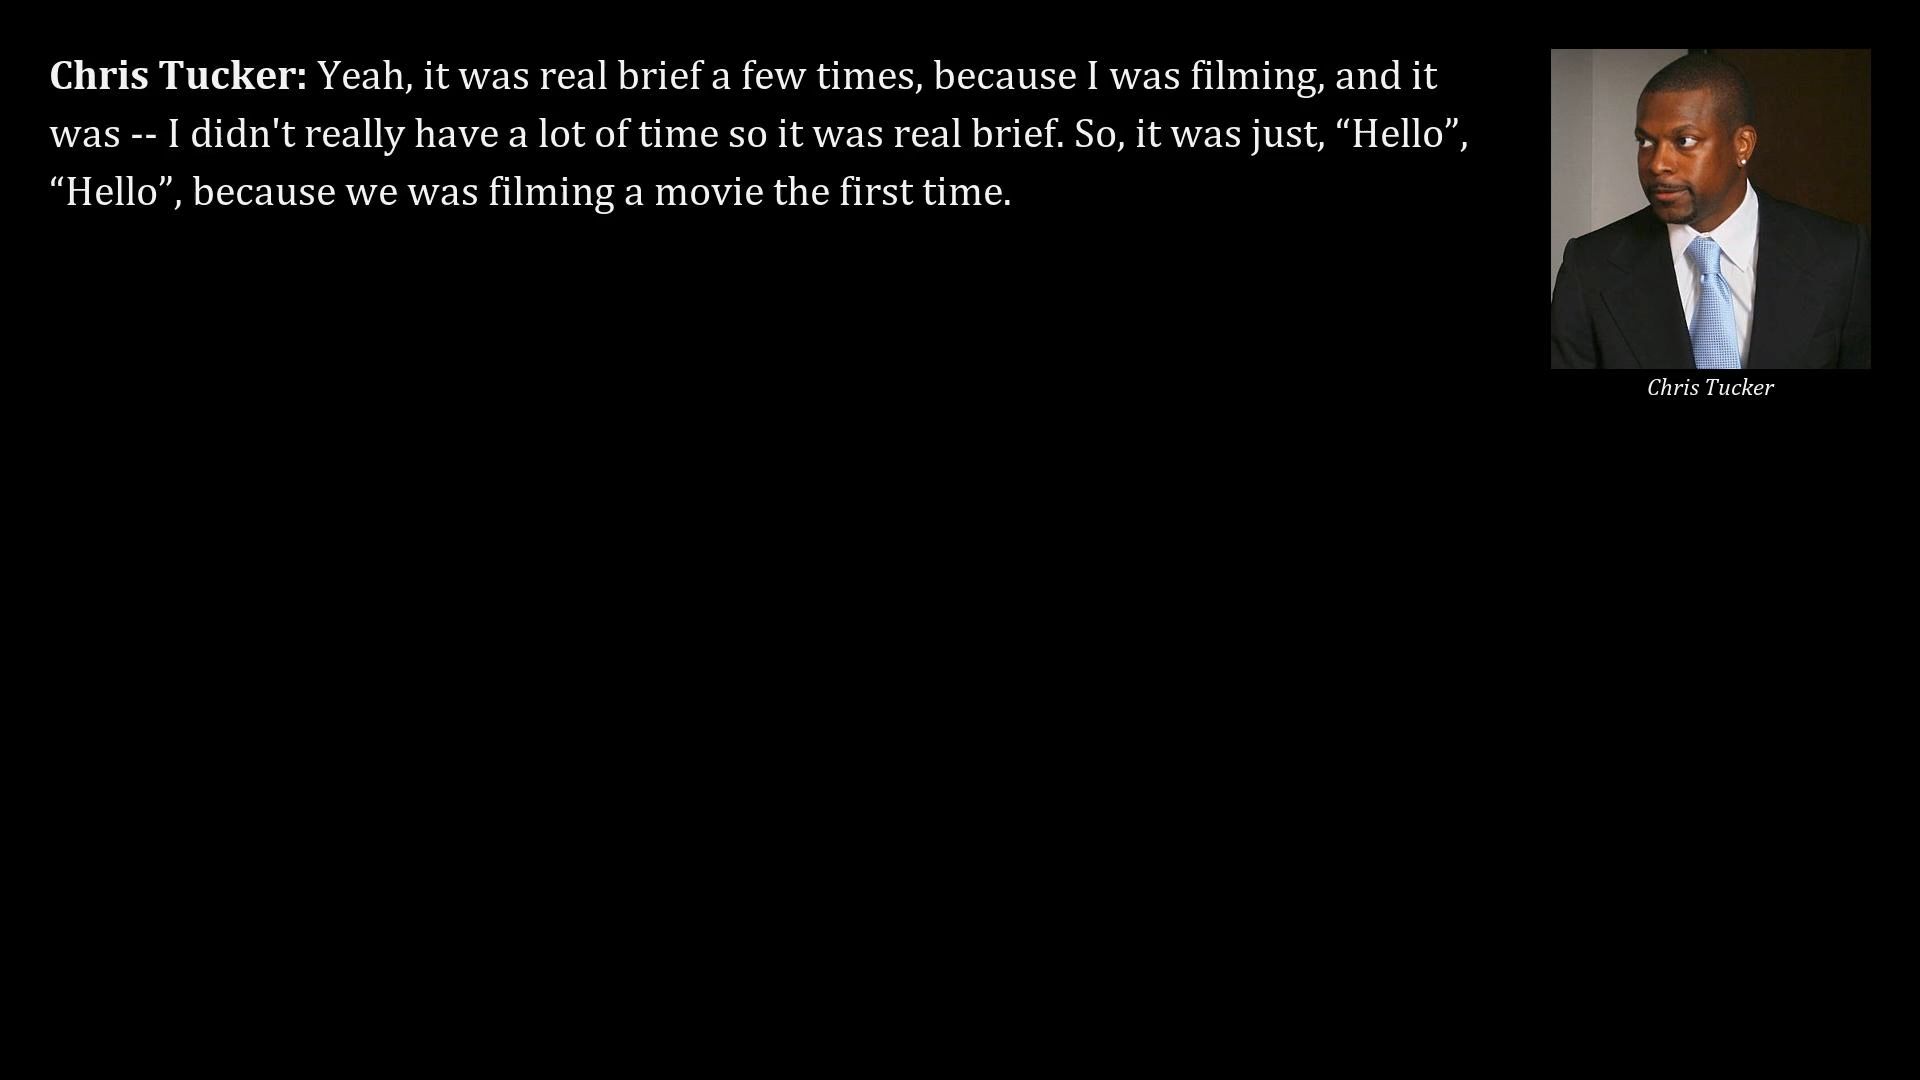 Chris Tucker: Yeah, it was real brief a few times, because I was filming, and it
was -- I didn't really have a lot of time so it was real brief. So, it was just, “Hello”,
“Hello”, because we was filming a movie the first time.
Chris Tucker